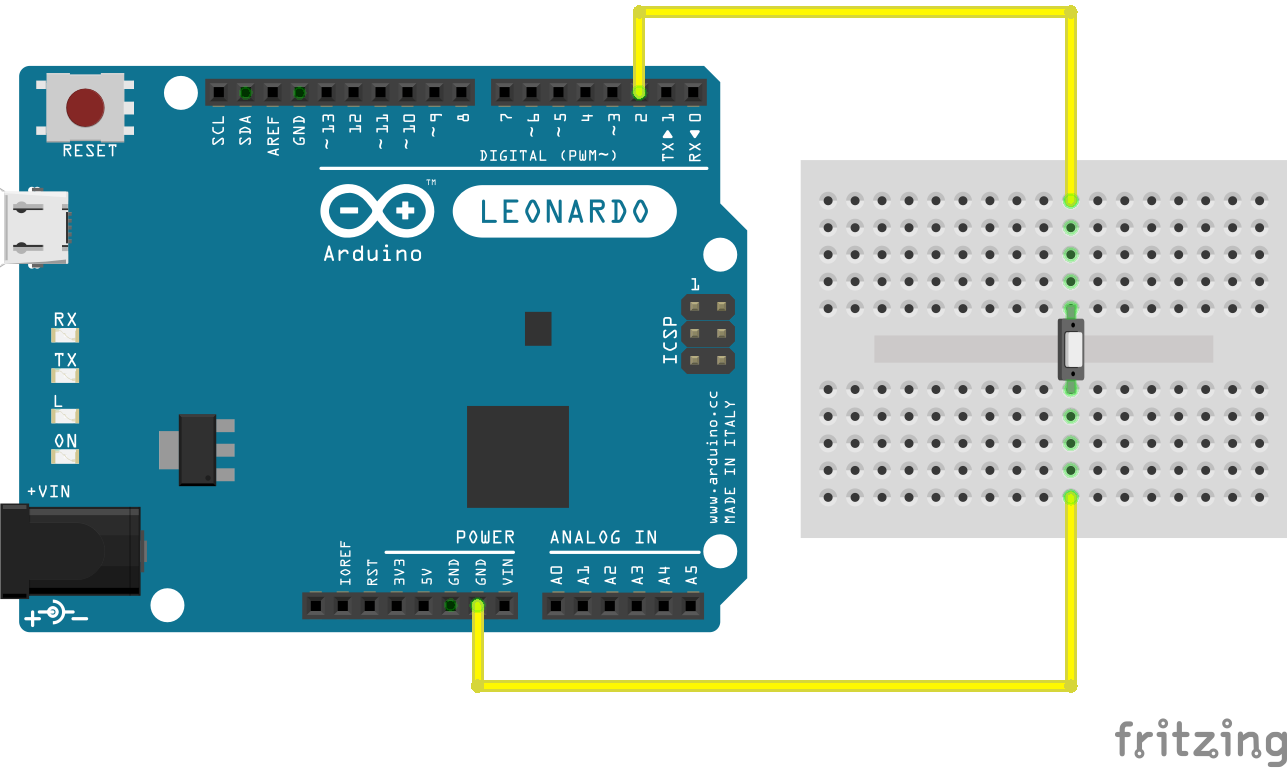 RESET
SCL
SDA
AREF
GND
~13
12
~11
~10
~9
8
7
~6
~5
4
~3
2
TX▶1
RX◀0
DIGITAL (PWM~)
TM
LEONARDO
Arduino
1
ICSP
RX
TX
L
ON
+VIN
www.arduino.cc
MADE IN ITALY
POWER
ANALOG IN
IOREF
RST
3V3
5V
GND
GND
VIN
A0
A1
A2
A3
A4
A5
+ -
fritzing